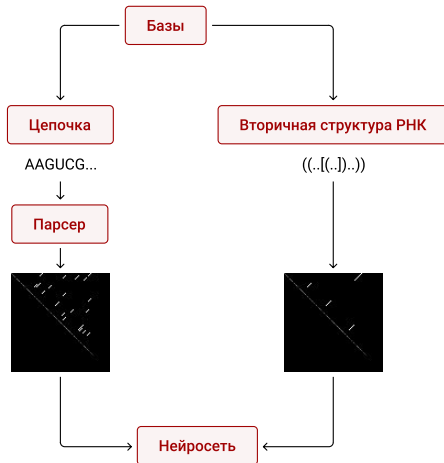 Базы
Цепочка
Вторичная структура РНК
AAGUCG...
((..[(..])..))
Парсер
Нейросеть